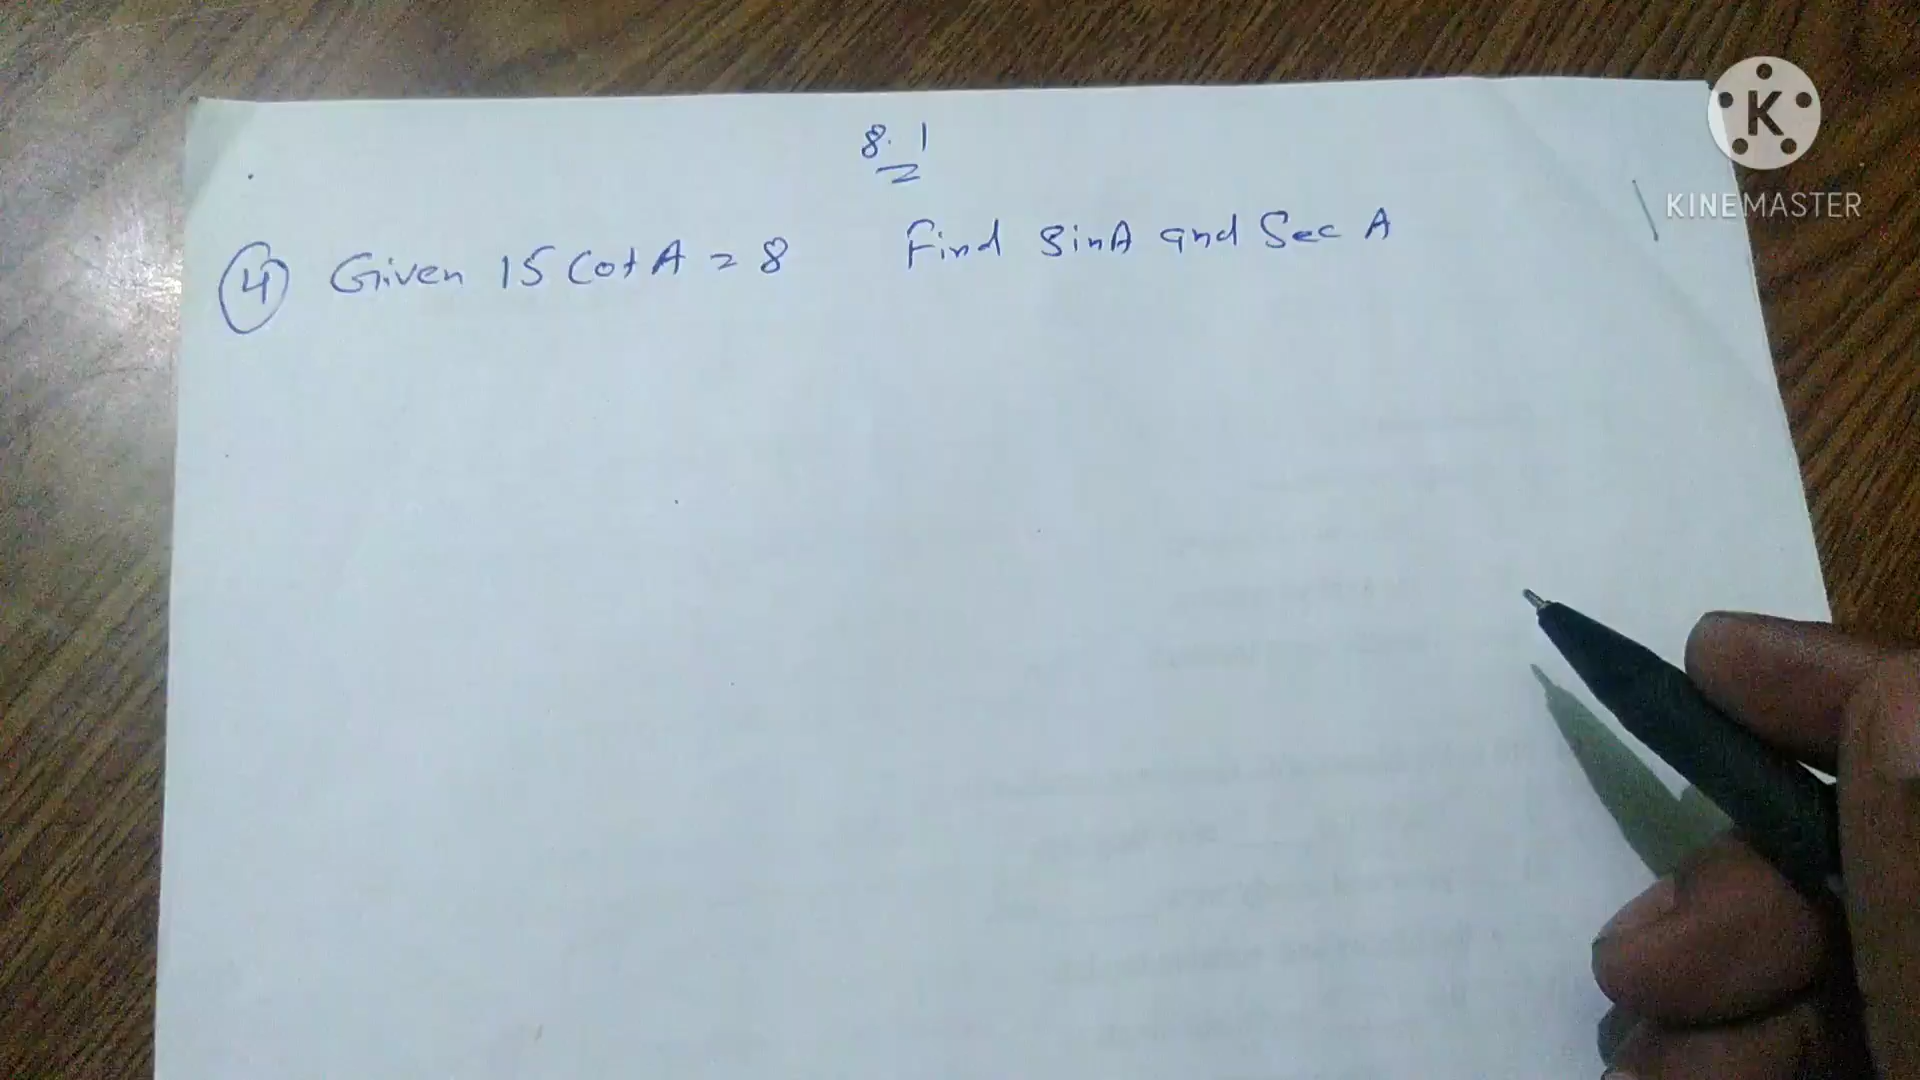 8.1
④ Given 15 Cot A = 8 Find SinA and Sec A
K
KINEMASTER